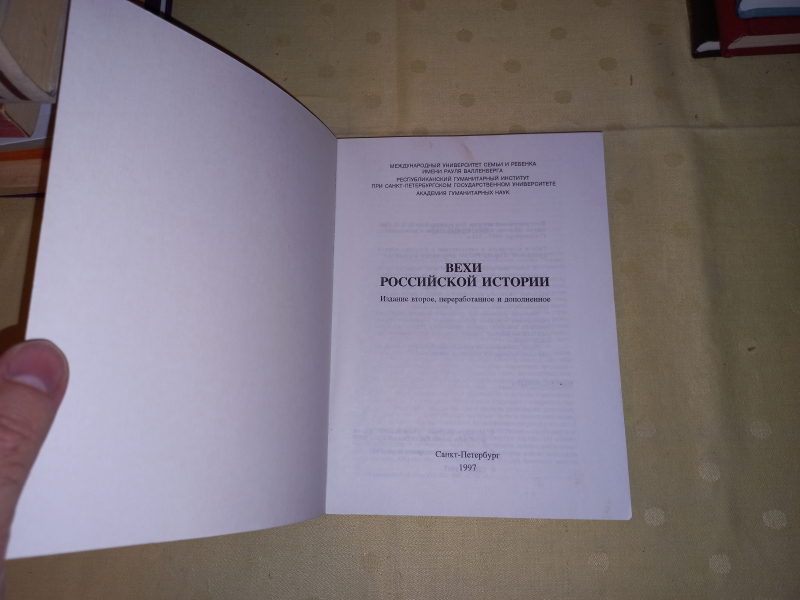 МЕЖДУНАРОДНЫЙ УНИВЕРСИТЕТ СЕМЬИ И РЕБЕНКА
ИМЕНИ РАУЛЯ ВАЛЛЕНБЕРГА
РЕСПУБЛИКАНСКИЙ ГУМАНИТАРНЫЙ ИНСТИТУТ
ПРИ САНКТ-ПЕТЕРБУРГСКОМ ГОСУДАРСТВЕННОМ УНИВЕРСИТЕТЕ
АКАДЕМИЯ ГУМАНИТАРНЫХ НАУК
ВЕХИ
РОССИЙСКОЙ ИСТОРИИ
Издание второе, переработанное и дополненное
Санкт-Петербург
1997